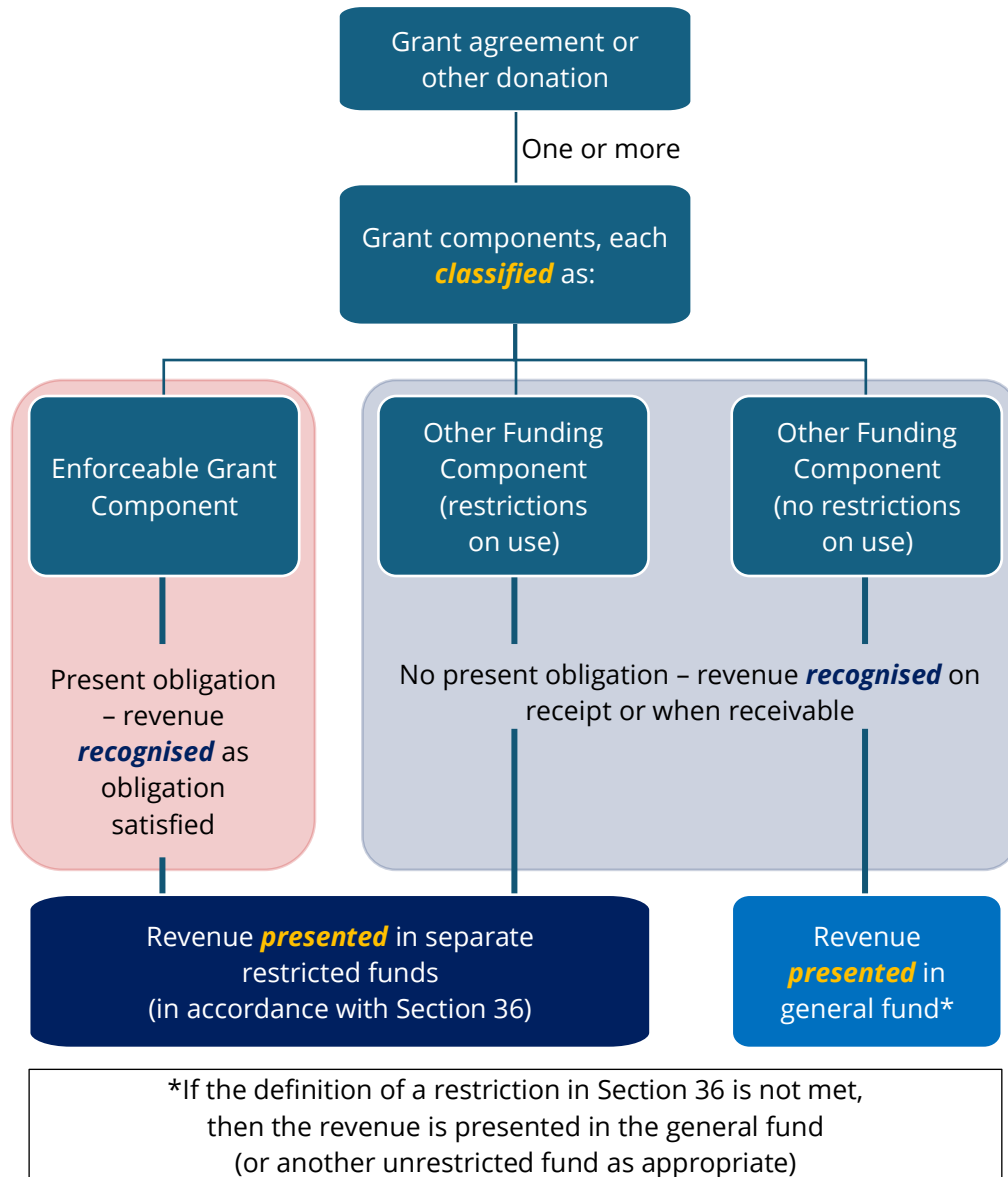 Grant agreement or
other donation
One or more
Grant components, each
classified as:
Enforceable Grant
Component
Other Funding
Component
(restrictions
on use)
Other Funding
Component
(no restrictions
on use)
Present obligation
– revenue
recognised as
obligation
satisfied
No present obligation – revenue recognised on
receipt or when receivable
Revenue presented in separate
restricted funds
(in accordance with Section 36)
Revenue
presented in
general fund*
*If the definition of a restriction in Section 36 is not met,
then the revenue is presented in the general fund
(or another unrestricted fund as appropriate)